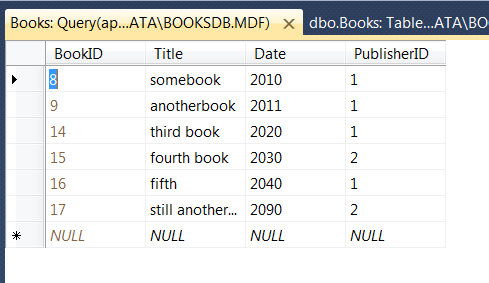 Books: Query(ap...ATA\BOOKSDB.MDF) dbo.Books: Table...ATA\BO
BookID Title Date PublisherID
8 somebook 2010 1
9 anotherbook 2011 1
14 third book 2020 1
15 fourth book 2030 2
16 fifth 2040 1
17 still another... 2090 2
NULL NULL NULL NULL